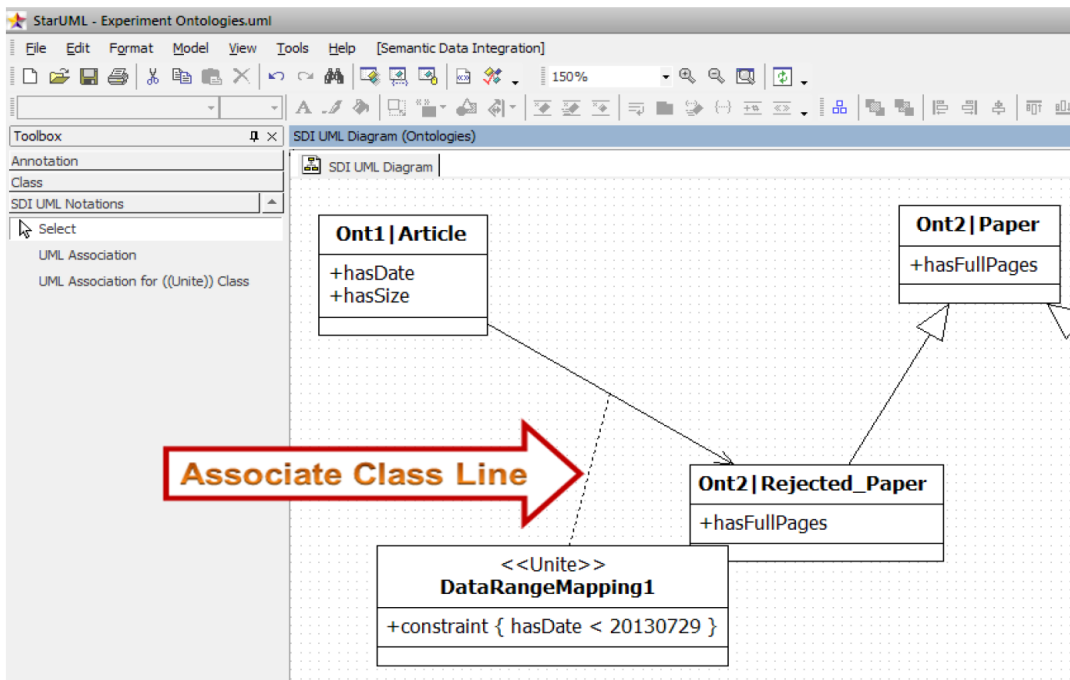 StarUML - Experiment Ontologies.uml
File Edit Format Model View Tools Help [Semantic Data Integration]
150%
Toolbox
Annotation
Class
SDI UML Notations
Select
UML Association
UML Association for ((Unite)) Class
SDI UML Diagram (Ontologies)
SDI UML Diagram
Ont1|Article
+hasDate
+hasSize
Ont2|Paper
+hasFullPages
Associate Class Line
Ont2|Rejected_Paper
+hasFullPages
<<Unite>>
DataRangeMapping1
+constraint { hasDate < 20130729 }